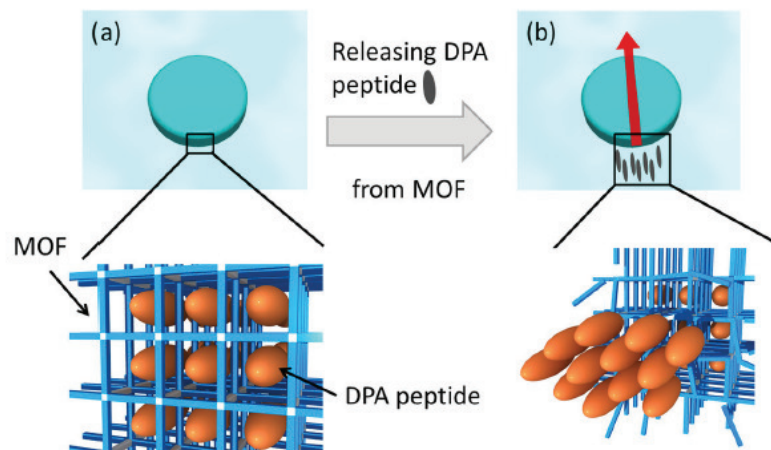 (a)
Releasing DPA
peptide
from MOF
(b)
MOF
DPA peptide